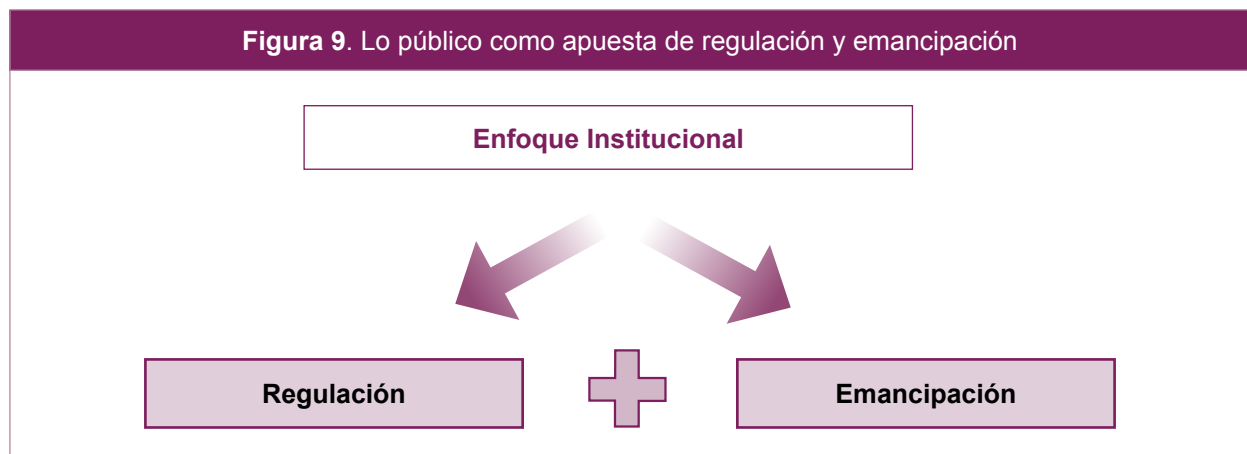 Figura 9. Lo público como apuesta de regulación y emancipación
Enfoque Institucional
Regulación
Emancipación